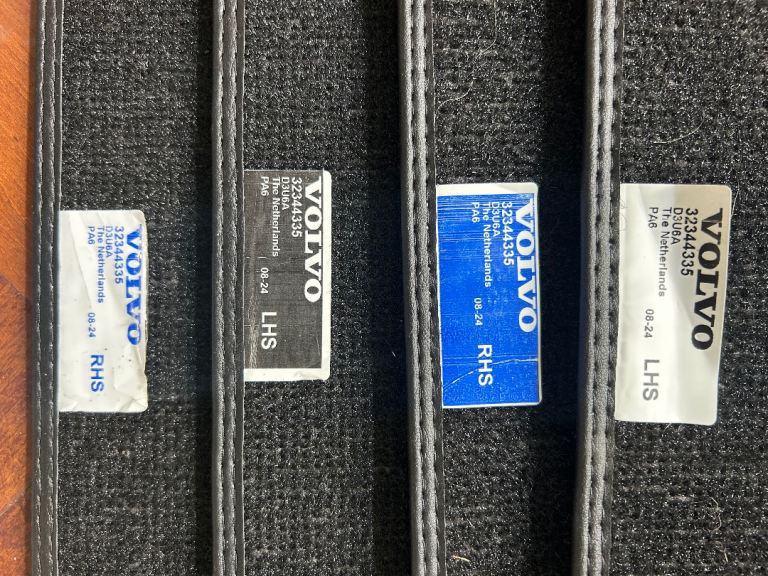 VOLVO
32344335
D3U6A
The Netherlands
PA6 08-24 RHS
VOLVO
32344335
D3U6A
The Netherlands
PA6 08-24 LHS
VOLVO
32344335
D3U6A
The Netherlands
PA6 08-24 RHS
VOLVO
32344335
D3U6A
The Netherlands
PA6 08-24 LHS